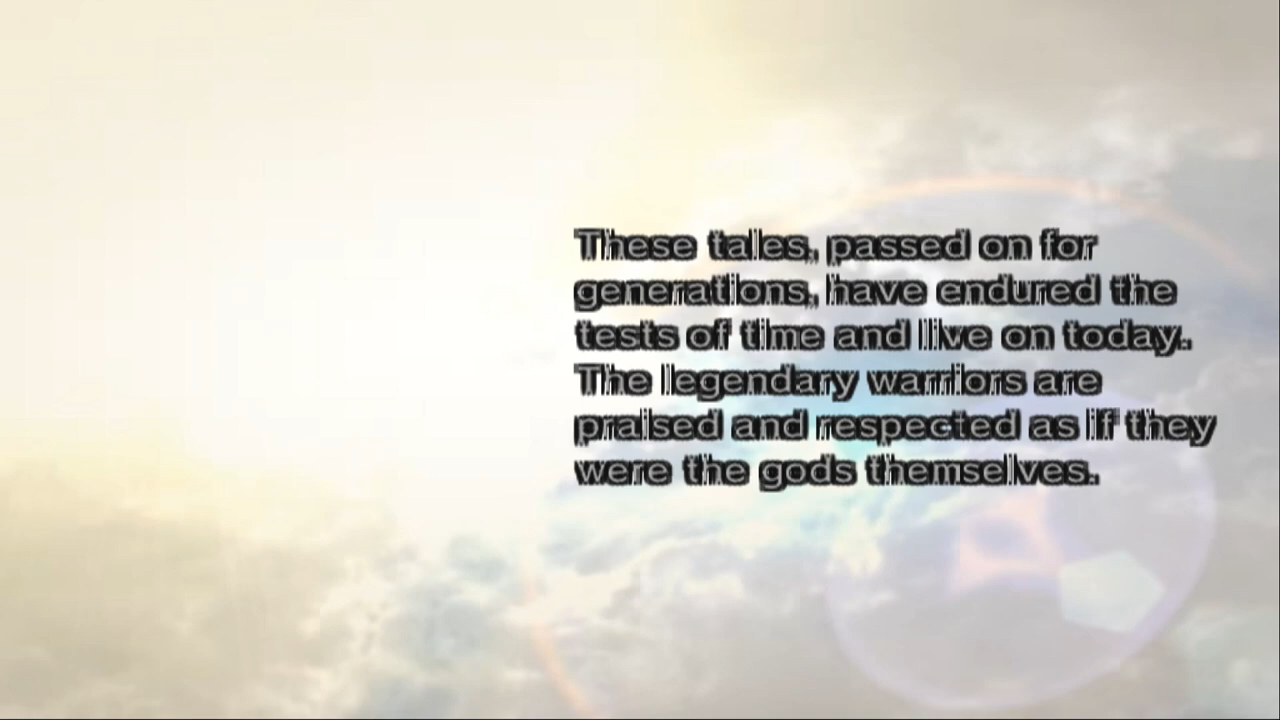 These tales, passed on for
generations, have endured the
tests of time and live on today.
The legendary warriors are
praised and respected as if they
were the gods themselves.